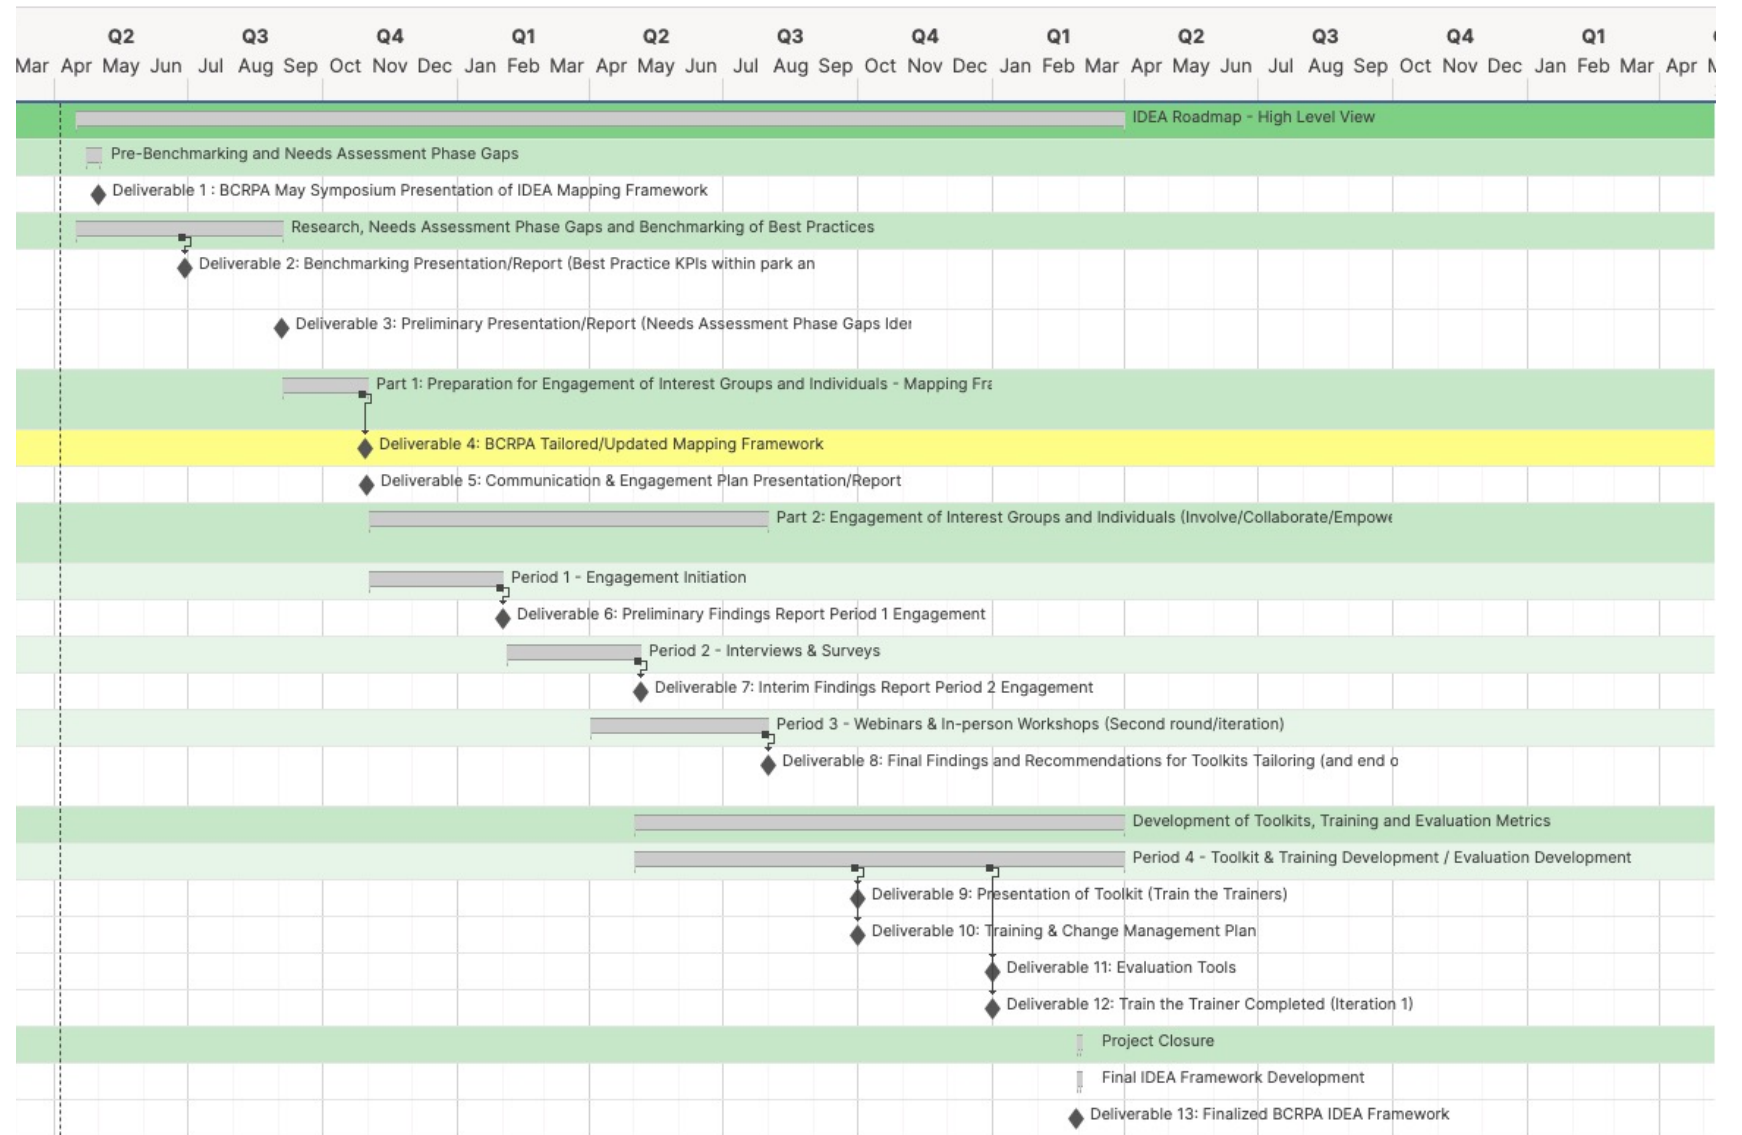 Q2 Q3 Q4 Q1 Q2 Q3 Q4 Q1 Q2 Q3 Q4 Q1
Mar Apr May Jun Jul Aug Sep Oct Nov Dec Jan Feb Mar Apr May Jun Jul Aug Sep Oct Nov Dec Jan Feb Mar Apr May Jun Jul Aug Sep Oct Nov Dec Jan Feb Mar Apr
IDEA Roadmap - High Level View
Pre-Benchmarking and Needs Assessment Phase Gaps
Deliverable 1 : BCRPA May Symposium Presentation of IDEA Mapping Framework
Research, Needs Assessment Phase Gaps and Benchmarking of Best Practices
Deliverable 2: Benchmarking Presentation/Report (Best Practice KPIs within park an
Deliverable 3: Preliminary Presentation/Report (Needs Assessment Phase Gaps Ider
Part 1: Preparation for Engagement of Interest Groups and Individuals - Mapping Fra
Deliverable 4: BCRPA Tailored/Updated Mapping Framework
Deliverable 5: Communication & Engagement Plan Presentation/Report
Part 2: Engagement of Interest Groups and Individuals (Involve/Collaborate/Empowe
Period 1 - Engagement Initiation
Deliverable 6: Preliminary Findings Report Period 1 Engagement
Period 2 - Interviews & Surveys
Deliverable 7: Interim Findings Report Period 2 Engagement
Period 3 - Webinars & In-person Workshops (Second round/iteration)
Deliverable 8: Final Findings and Recommendations for Toolkits Tailoring (and end o
Development of Toolkits, Training and Evaluation Metrics
Period 4 - Toolkit & Training Development / Evaluation Development
Deliverable 9: Presentation of Toolkit (Train the Trainers)
Deliverable 10: Training & Change Management Plan
Deliverable 11: Evaluation Tools
Deliverable 12: Train the Trainer Completed (Iteration 1)
Project Closure
Final IDEA Framework Development
Deliverable 13: Finalized BCRPA IDEA Framework